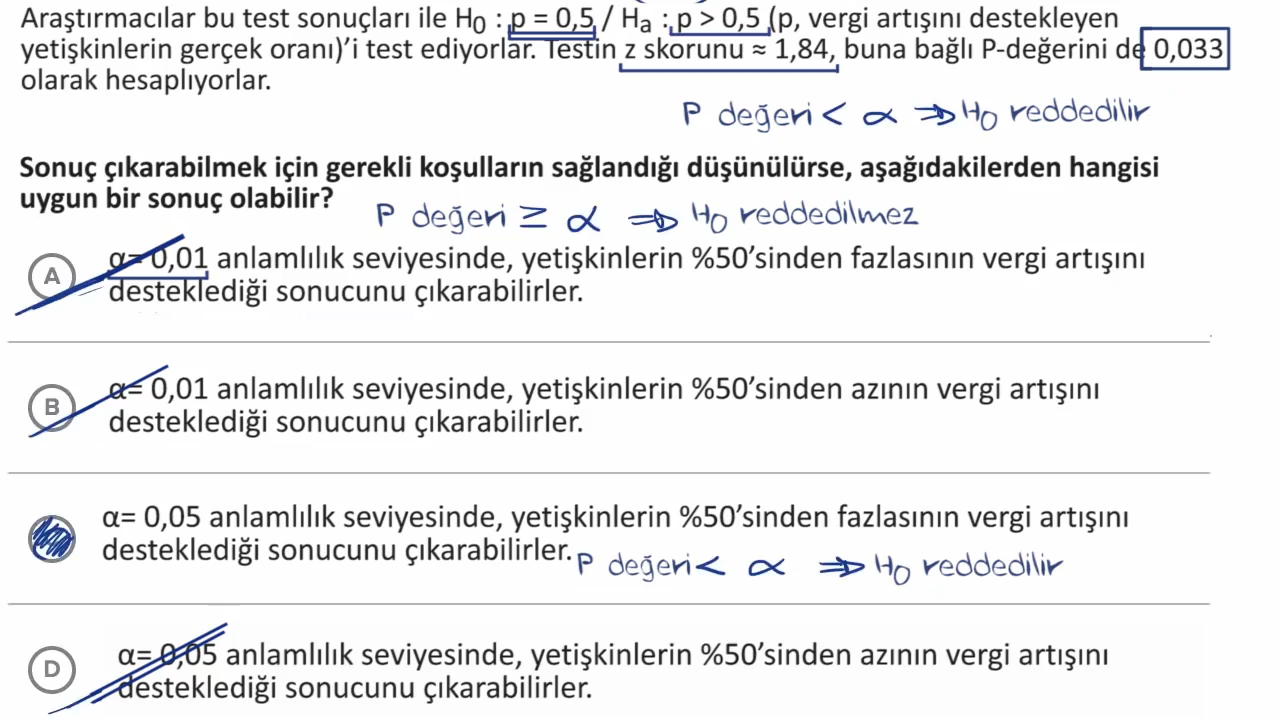 Araştırmacılar bu test sonuçları ile H₀ : p = 0,5 / Hₐ : p > 0,5 (p, vergi artışını destekleyen
yetişkinlerin gerçek oranı)'i test ediyorlar. Testin z skorunu ≈ 1,84, buna bağlı P-değerini de 0,033
olarak hesaplıyorlar.
P değeri < α ⇒ H₀ reddedilir
Sonuç çıkarabilmek için gerekli koşulların sağlandığı düşünülürse, aşağıdakilerden hangisi
uygun bir sonuç olabilir?
P değeri ≥ α ⇒ H₀ reddedilmez
A α= 0,01 anlamlılık seviyesinde, yetişkinlerin %50'sinden fazlasının vergi artışını
desteklediği sonucunu çıkarabilirler.
B α= 0,01 anlamlılık seviyesinde, yetişkinlerin %50'sinden azının vergi artışını
desteklediği sonucunu çıkarabilirler.
α= 0,05 anlamlılık seviyesinde, yetişkinlerin %50'sinden fazlasının vergi artışını
desteklediği sonucunu çıkarabilirler.
P değeri < α ⇒ H₀ reddedilir
D α= 0,05 anlamlılık seviyesinde, yetişkinlerin %50'sinden azının vergi artışını
desteklediği sonucunu çıkarabilirler.